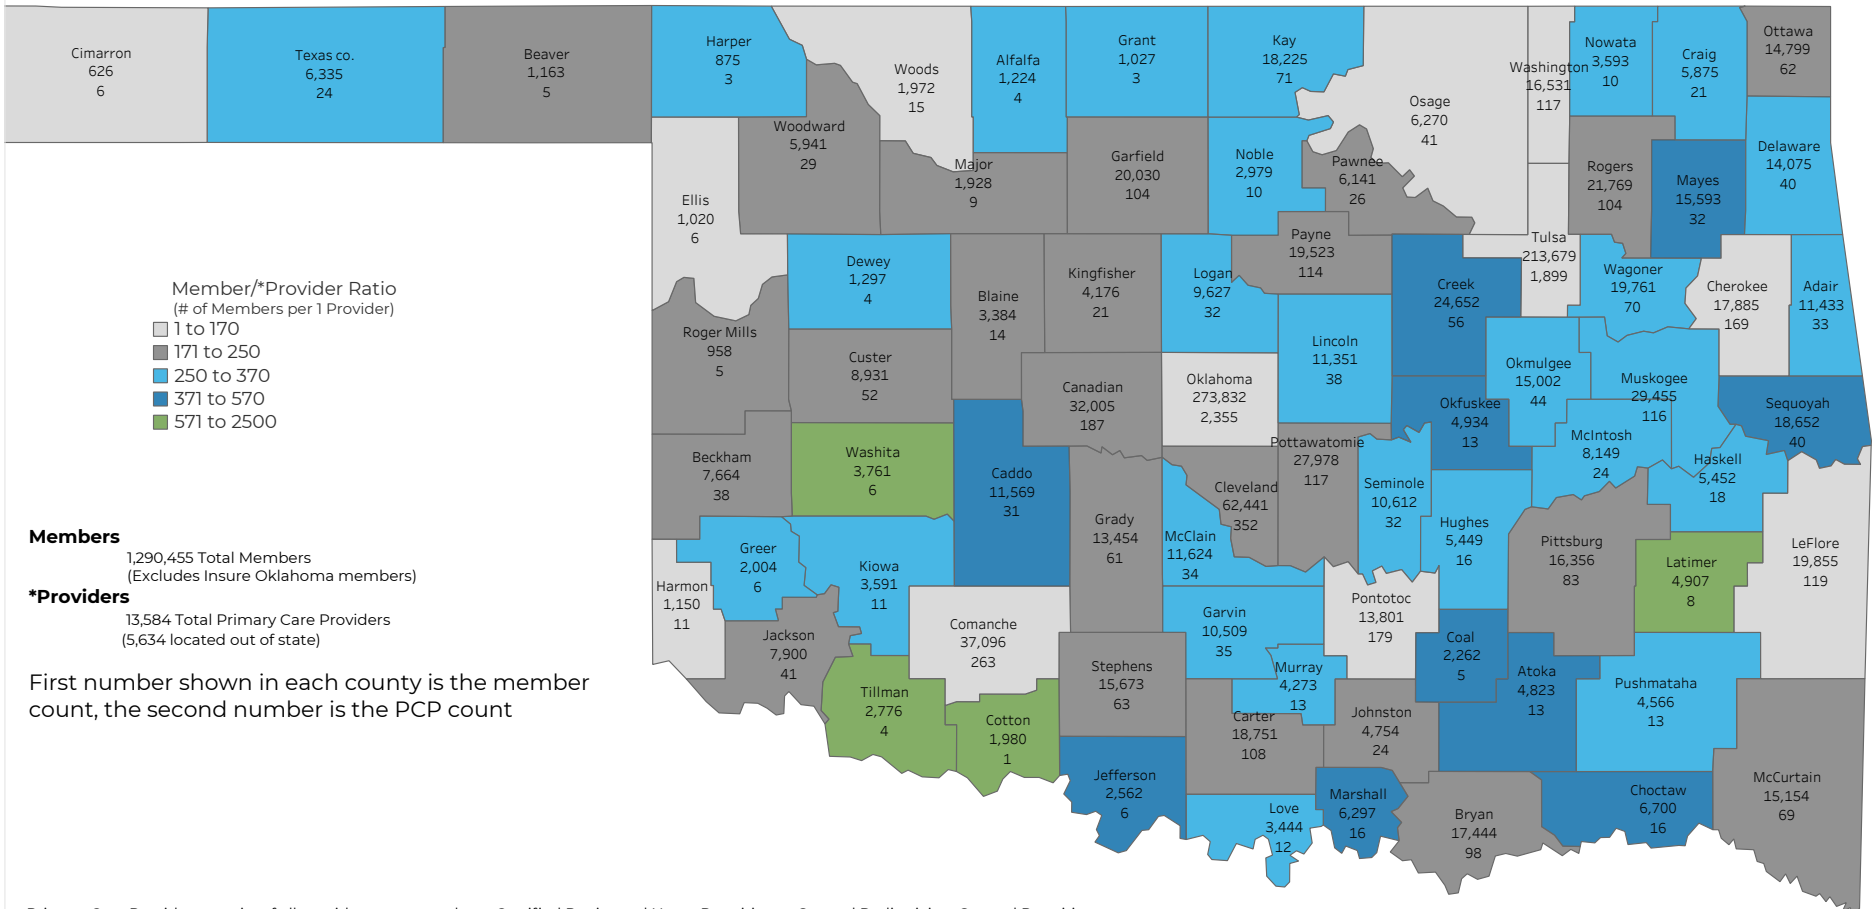 Cimarron
626
6
Texas co.
6,335
24
Beaver
1,163
5
Harper
875
3
Woods
1,972
15
Alfalfa
1,224
4
Grant
1,027
3
Kay
18,225
71
Osage
6,270
41
Washington
16,531
117
Nowata
3,593
10
Craig
5,875
21
Ottawa
14,799
62
Woodward
5,941
29
Major
1,928
9
Garfield
20,030
104
Noble
2,979
10
Pawnee
6,141
26
Rogers
21,769
104
Mayes
15,593
32
Delaware
14,075
40
Ellis
1,020
6
Dewey
1,297
4
Blaine
3,384
14
Kingfisher
4,176
21
Logan
9,627
32
Payne
19,523
114
Creek
24,652
56
Tulsa
213,679
1,899
Wagoner
19,761
70
Cherokee
17,885
169
Adair
11,433
33
Member/*Provider Ratio
(# of Members per 1 Provider)
1 to 170
171 to 250
250 to 370
371 to 570
571 to 2500
Roger Mills
958
5
Custer
8,931
52
Canadian
32,005
187
Oklahoma
273,832
2,355
Lincoln
11,351
38
Okmulgee
15,002
44
Muskogee
29,455
116
Okfuskee
4,934
13
Sequoyah
18,652
40
McIntosh
8,149
24
Haskell
5,452
18
Beckham
7,664
38
Washita
3,761
6
Caddo
11,569
31
Grady
13,454
61
McClain
11,624
34
Cleveland
62,441
352
Pottawatomie
27,978
117
Seminole
10,612
32
Hughes
5,449
16
Pittsburg
16,356
83
Latimer
4,907
8
LeFlore
19,855
119
Members
1,290,455 Total Members
(Excludes Insure Oklahoma members)
*Providers
13,584 Total Primary Care Providers
(5,634 located out of state)
First number shown in each county is the member
count, the second number is the PCP count
Harmon
1,150
11
Greer
2,004
6
Kiowa
3,591
11
Jackson
7,900
41
Comanche
37,096
263
Tillman
2,776
4
Cotton
1,980
1
Stephens
15,673
63
Garvin
10,509
35
Murray
4,273
13
Pontotoc
13,801
179
Coal
2,262
5
Atoka
4,823
13
Pushmataha
4,566
13
Carter
18,751
108
Johnston
4,754
24
Jefferson
2,562
6
Love
3,444
12
Marshall
6,297
16
Bryan
17,444
98
Choctaw
6,700
16
McCurtain
15,154
69